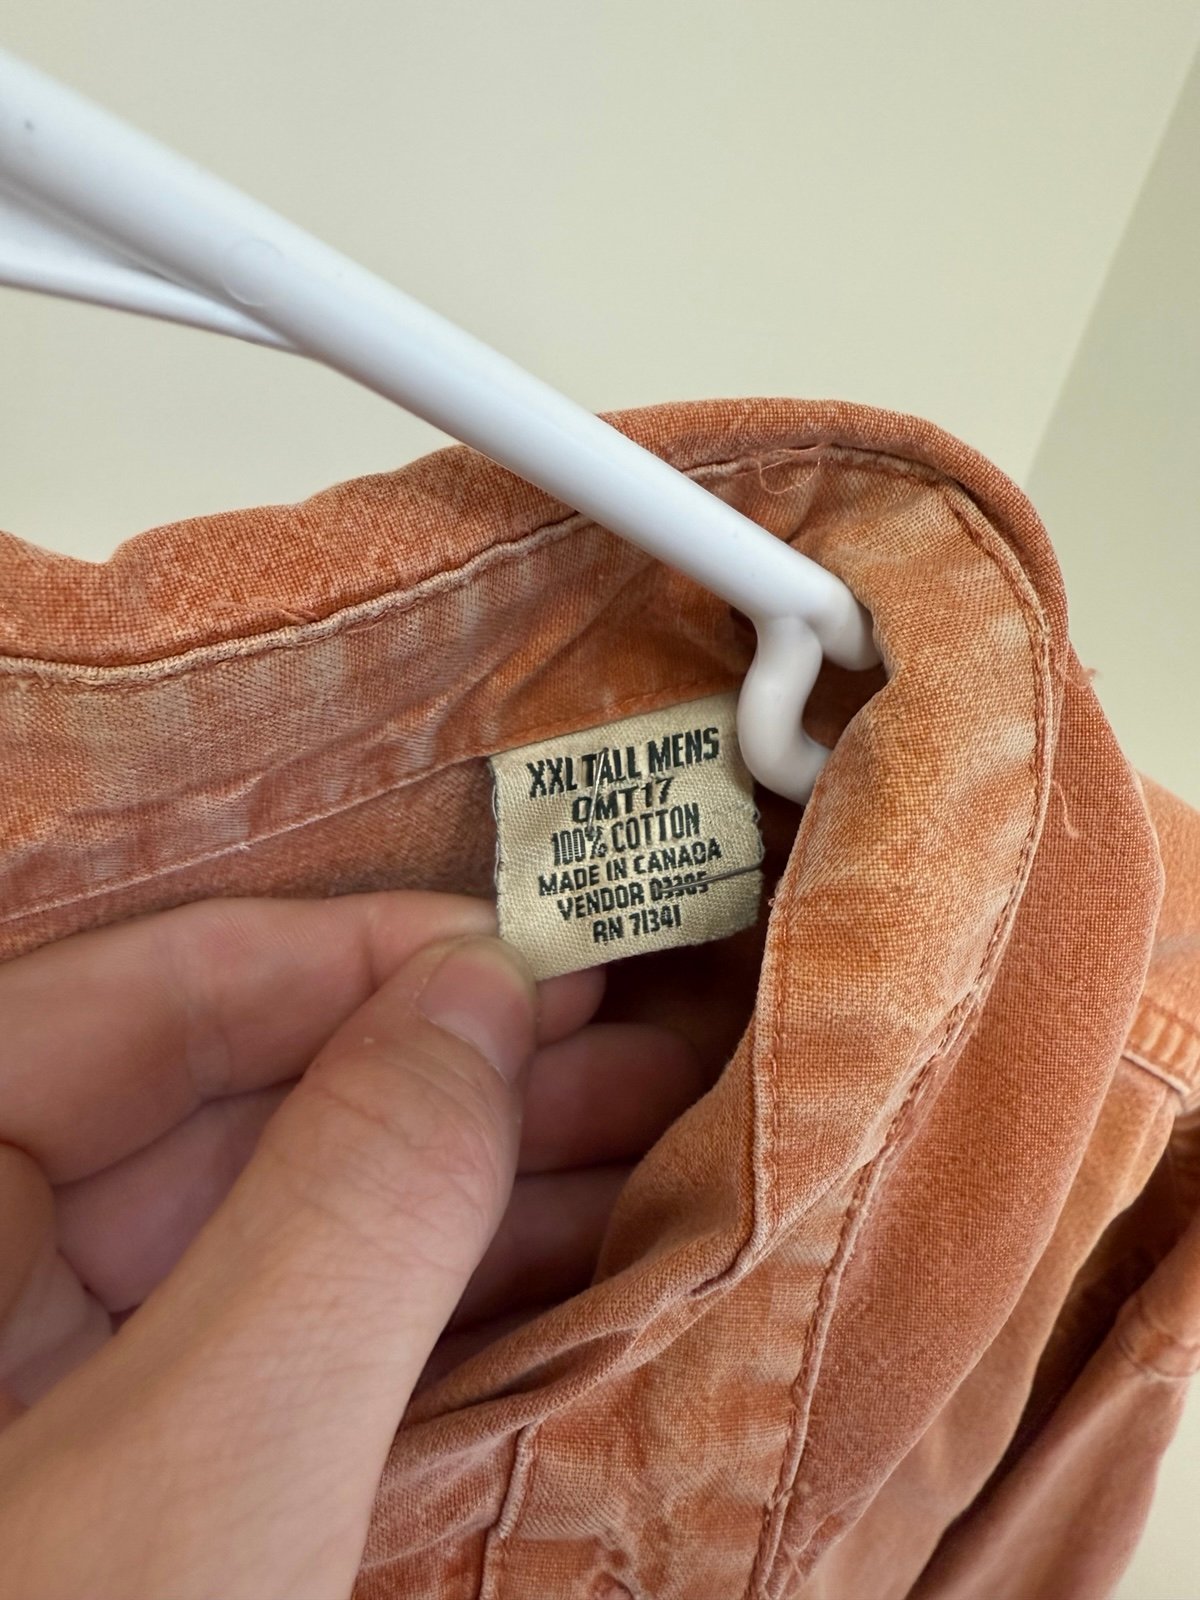 XXL TALL MENS
OMT17
100% COTTON
MADE IN CANADA
VENDOR 03305
RN 71341